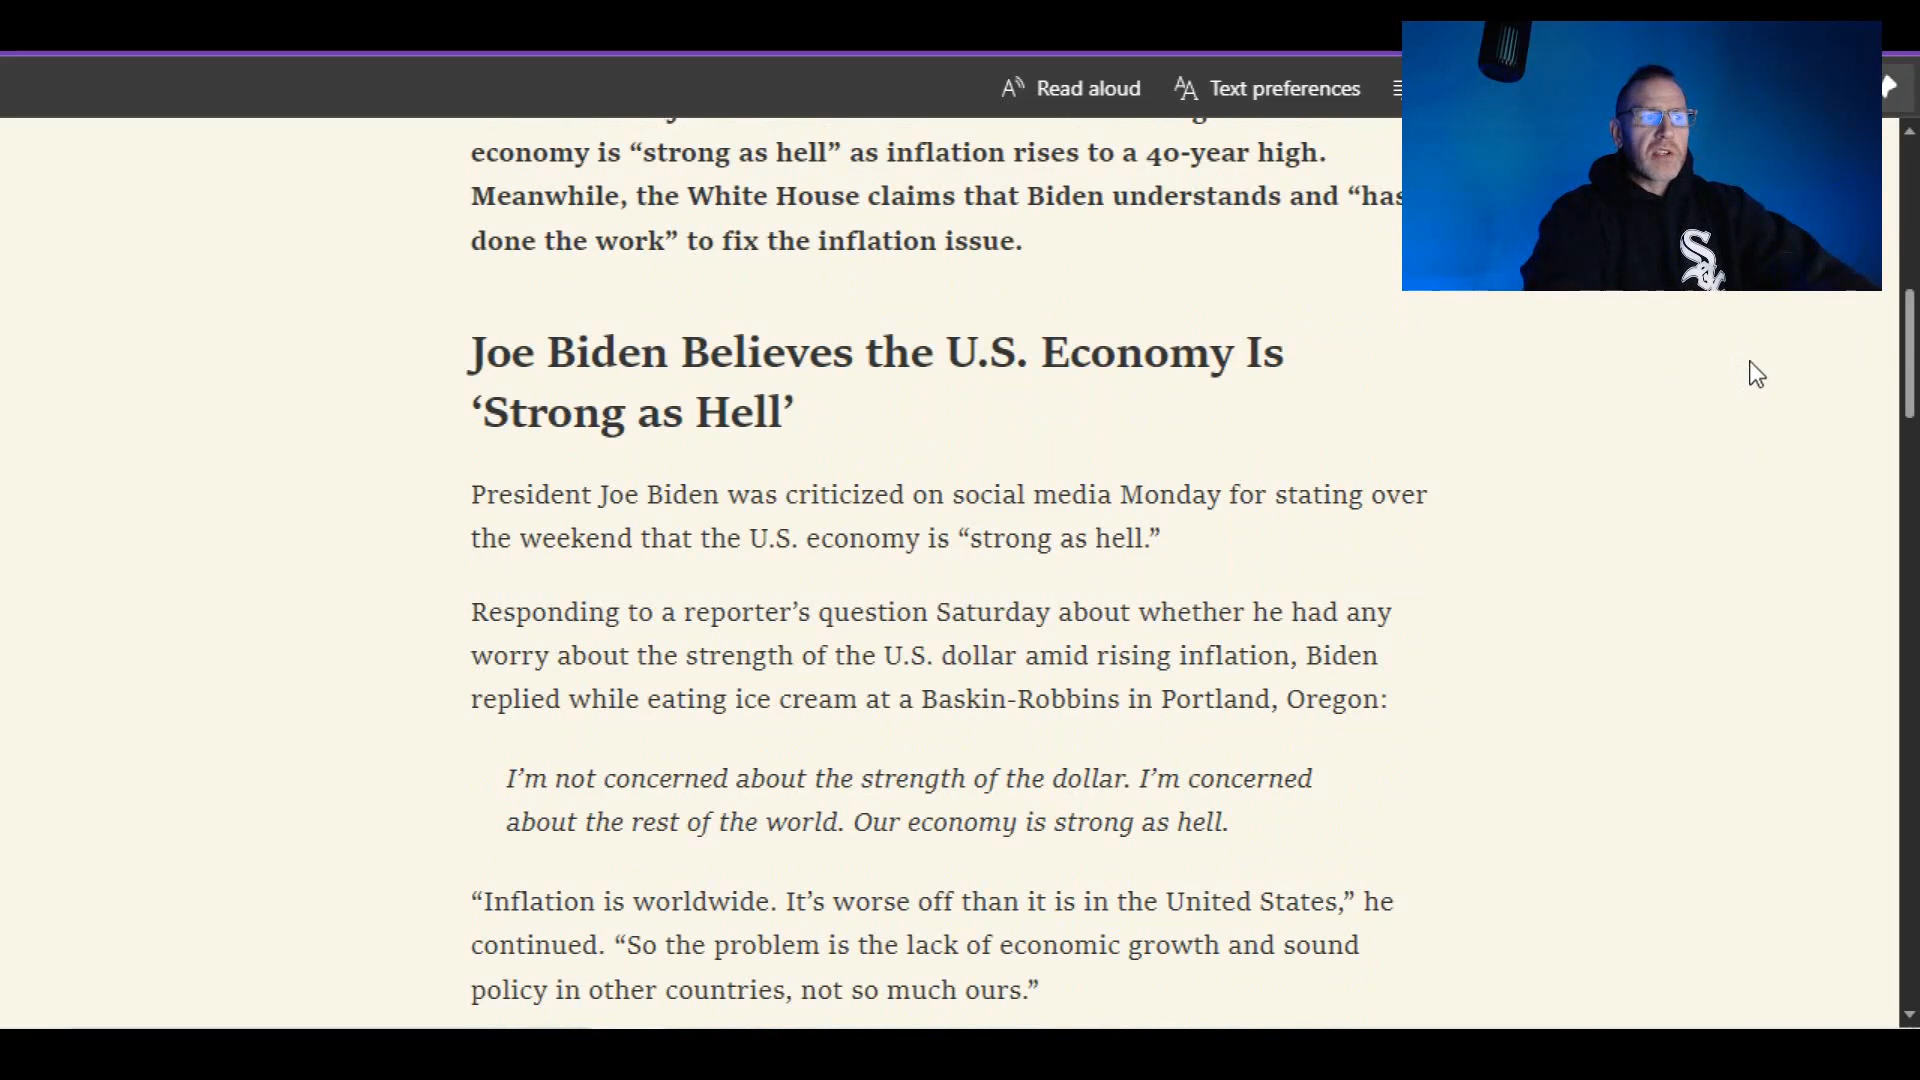 Read aloud
Text preferences
economy is “strong as hell” as inflation rises to a 40-year high.
Meanwhile, the White House claims that Biden understands and “has
done the work” to fix the inflation issue.
Joe Biden Believes the U.S. Economy Is
‘Strong as Hell’
President Joe Biden was criticized on social media Monday for stating over
the weekend that the U.S. economy is “strong as hell.”
Responding to a reporter’s question Saturday about whether he had any
worry about the strength of the U.S. dollar amid rising inflation, Biden
replied while eating ice cream at a Baskin-Robbins in Portland, Oregon:
I’m not concerned about the strength of the dollar. I’m concerned
about the rest of the world. Our economy is strong as hell.
“Inflation is worldwide. It’s worse off than it is in the United States,” he
continued. “So the problem is the lack of economic growth and sound
policy in other countries, not so much ours.”
Sox